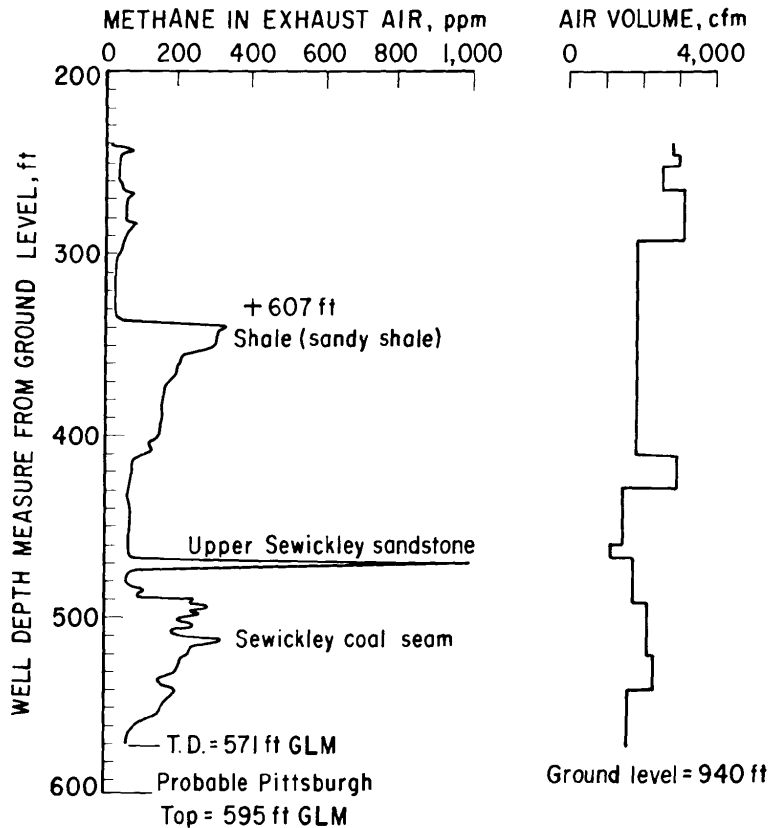 METHANE IN EXHAUST AIR, ppm
AIR VOLUME, cfm
0 200 400 600 800 1,000
0 4,000
200
300
400
500
600
WELL DEPTH MEASURE FROM GROUND LEVEL, ft
+ 607 ft
Shale (sandy shale)
Upper Sewickley sandstone
Sewickley coal seam
T.D. = 571 ft GLM
Probable Pittsburgh
Top = 595 ft GLM
Ground level = 940 ft